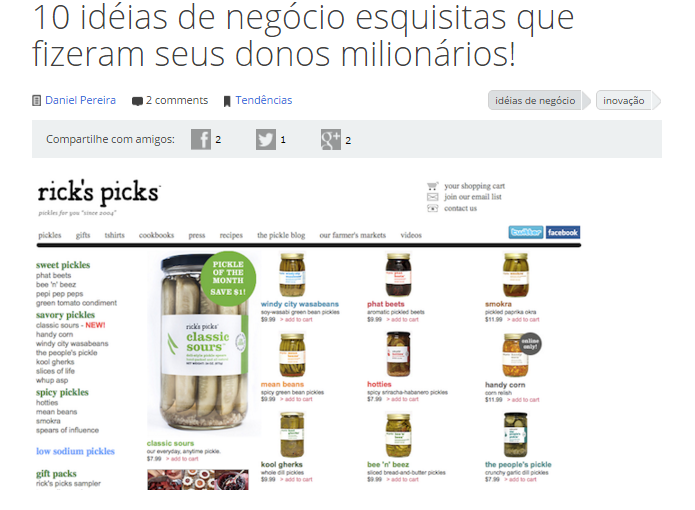 10 idéias de negócio esquisitas que
fizeram seus donos milionários!
Daniel Pereira 2 comments Tendências
idéias de negócio inovação
Compartilhe com amigos: 2 1 2
rick's picks
pickles for you "since 2004"
your shopping cart
join our email list
contact us
pickles gifts tshirts cookbooks press recipes the pickle blog our farmer's markets videos
twitter facebook
sweet pickles
phat beets
bee 'n' beez
pepi pep peps
green tomato condiment
savory pickles
classic sours - NEW!
handy corn
windy city wasabeans
the people's pickle
kool gherks
slices of life
whup asp
spicy pickles
hotties
mean beans
smokra
spears of influence
low sodium pickles
gift packs
rick's picks sampler
PICKLE
OF THE
MONTH
SAVE $1!
rick's picks
classic
sours
classic sours
our everyday, anytime pickle.
$7.99 > add to cart
windy city wasabeans
soy-wasabi green bean pickles
$9.99 > add to cart
phat beets
aromatic pickled beets
$9.99 > add to cart
smokra
pickled paprika okra
$11.99 > add to cart
mean beans
spicy green bean pickles
$9.99 > add to cart
hotties
spicy sriracha-habanero pickles
$7.99 > add to cart
online
only!
handy corn
corn relish
$11.99 > add to cart
kool gherks
whole dill pickles
$9.99 > add to cart
bee 'n' beez
sliced bread-and-butter pickles
$9.99 > add to cart
the people's pickle
crunchy garlic dill pickles
$7.99 > add to cart